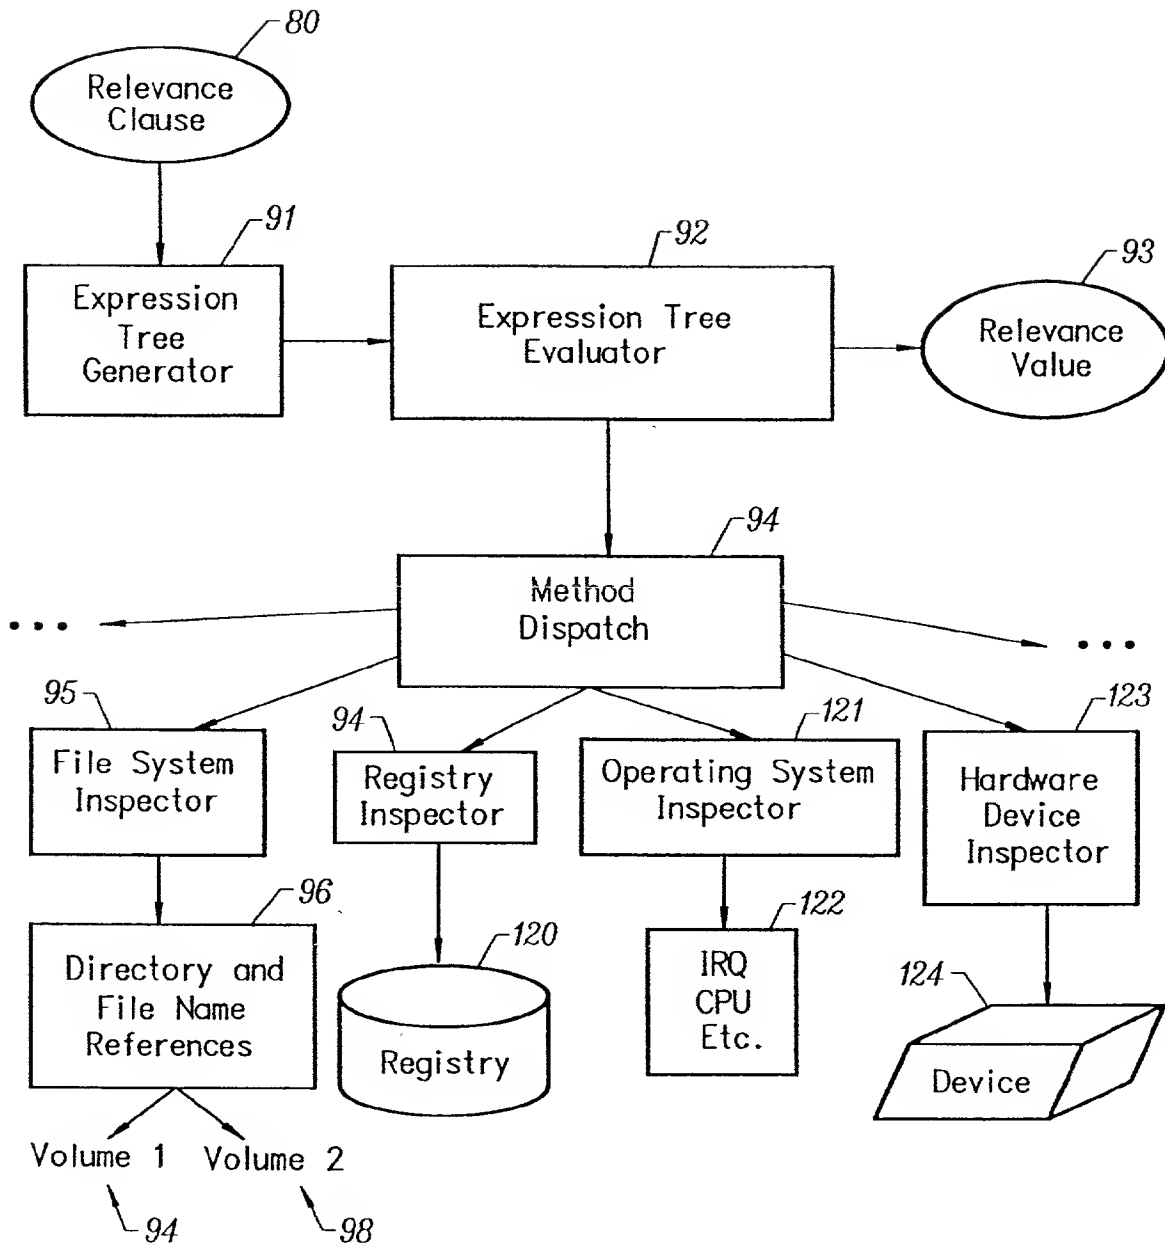 80
Relevance
Clause
91
Expression
Tree
Generator
92
Expression Tree
Evaluator
93
Relevance
Value
94
Method
Dispatch
• • •
• • •
95
File System
Inspector
94
Registry
Inspector
121
Operating System
Inspector
123
Hardware
Device
Inspector
96
Directory and
File Name
References
120
Registry
122
IRQ
CPU
Etc.
124
Device
Volume 1
Volume 2
94
98